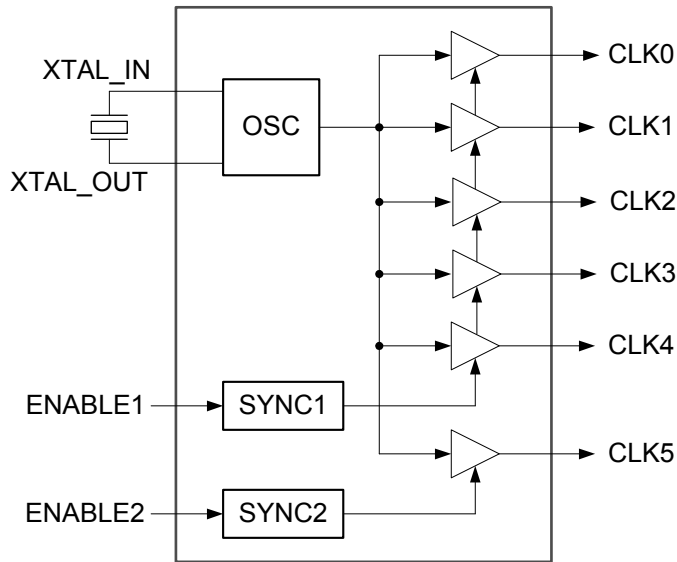 XTAL_IN
OSC
XTAL_OUT
CLK0
CLK1
CLK2
CLK3
CLK4
ENABLE1
SYNC1
CLK5
ENABLE2
SYNC2